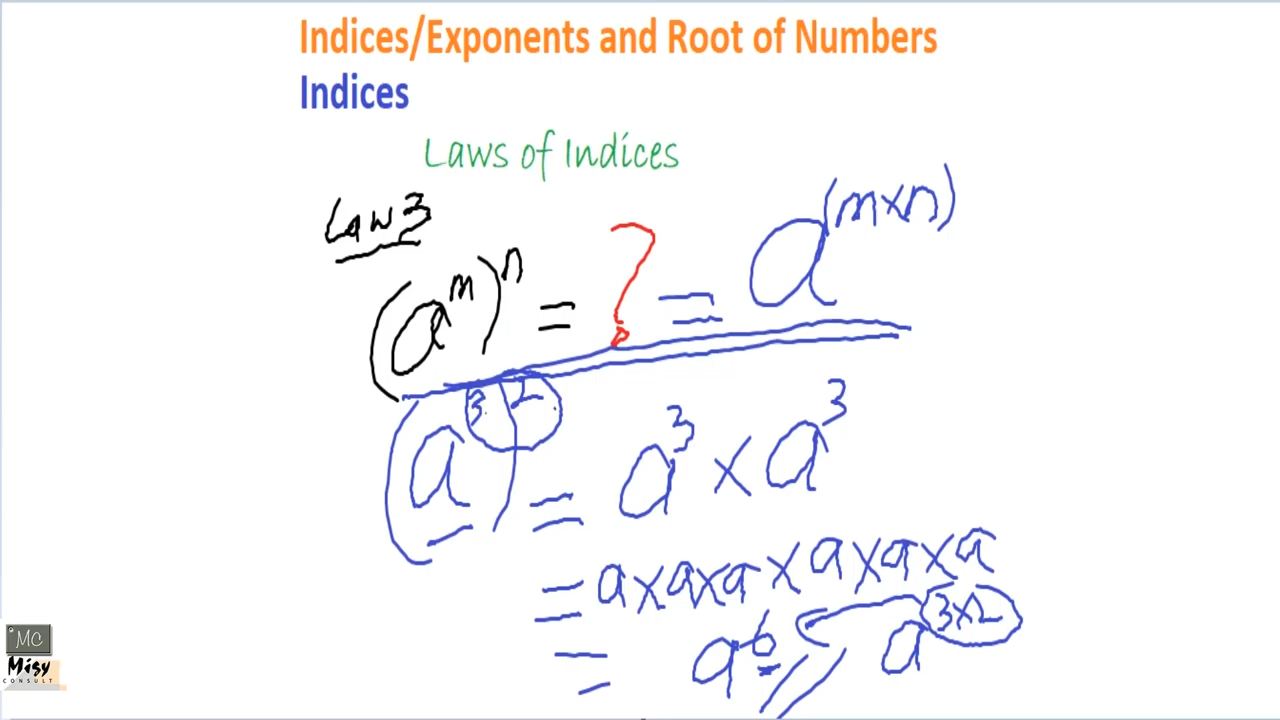 Indices/Exponents and Root of Numbers
Indices
Laws of Indices
Law 3
(a^m)^n = ? = a^(m×n)
(a^3)^2 = a^3 × a^3
= a×a×a×a×a×a
= a^6 a^3×2
MC
Misy
CONSULT